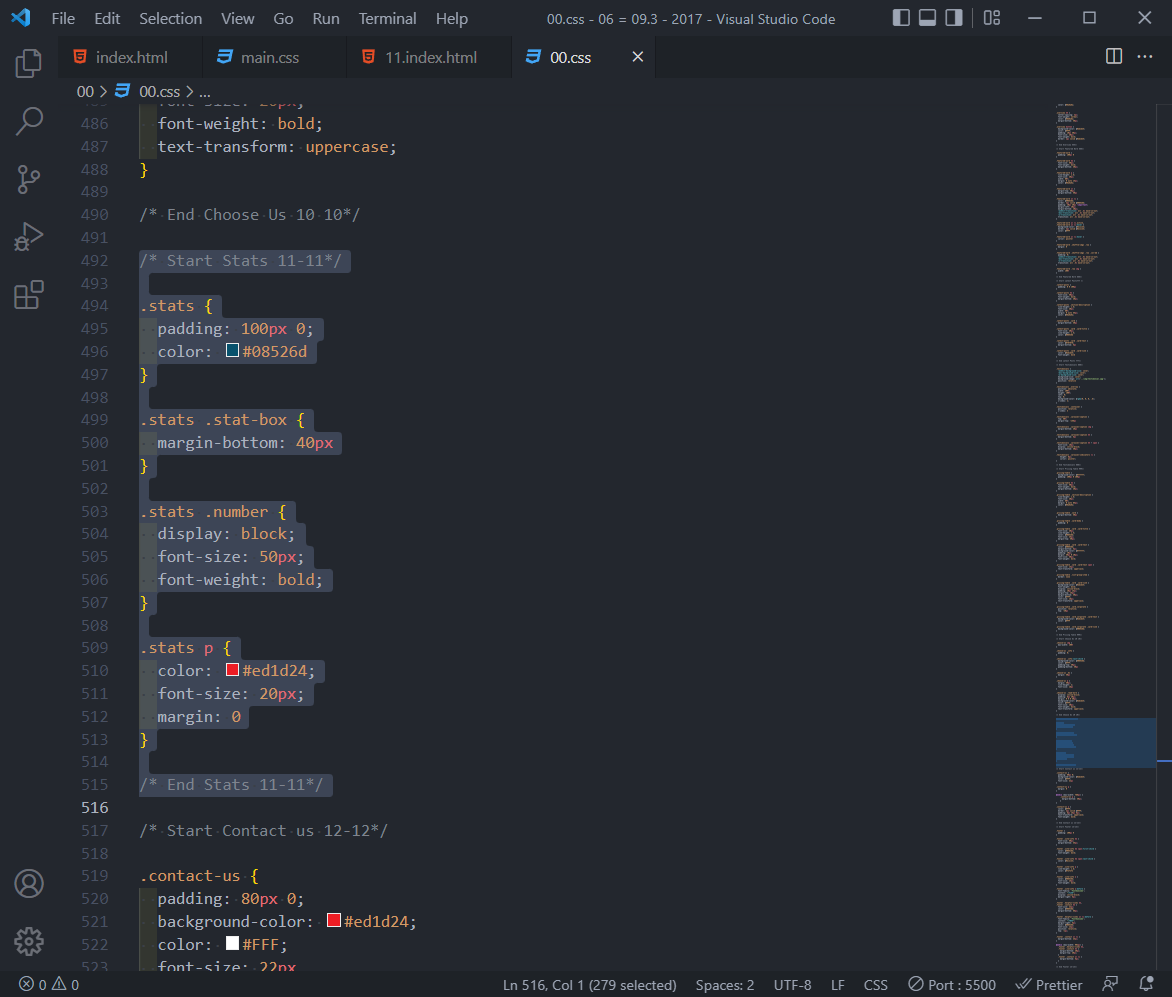 File Edit Selection View Go Run Terminal Help 00.css - 06 = 09.3 - 2017 - Visual Studio Code
index.html main.css 11.index.html 00.css
00 > 00.css > ...
486 font-weight: bold;
487 text-transform: uppercase;
488 }
489
490 /* End Choose Us 10 10*/
491
492 /* Start Stats 11-11*/
493
494 .stats {
495 padding: 100px 0;
496 color: #08526d
497 }
498
499 .stats .stat-box {
500 margin-bottom: 40px
501 }
502
503 .stats .number {
504 display: block;
505 font-size: 50px;
506 font-weight: bold;
507 }
508
509 .stats p {
510 color: #ed1d24;
511 font-size: 20px;
512 margin: 0
513 }
514
515 /* End Stats 11-11*/
516
517 /* Start Contact us 12-12*/
518
519 .contact-us {
520 padding: 80px 0;
521 background-color: #ed1d24;
522 color: #FFF;
523 font-size: 22px
0 0 Ln 516, Col 1 (279 selected) Spaces: 2 UTF-8 LF CSS Port : 5500 Prettier